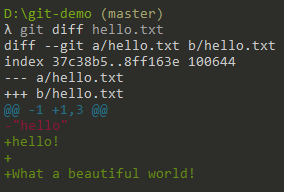 D:\git-demo (master)
λ git diff hello.txt
diff --git a/hello.txt b/hello.txt
index 37c38b5..8ff163e 100644
--- a/hello.txt
+++ b/hello.txt
@@ -1 +1,3 @@
-"hello"
+hello!
+
+What a beautiful world!